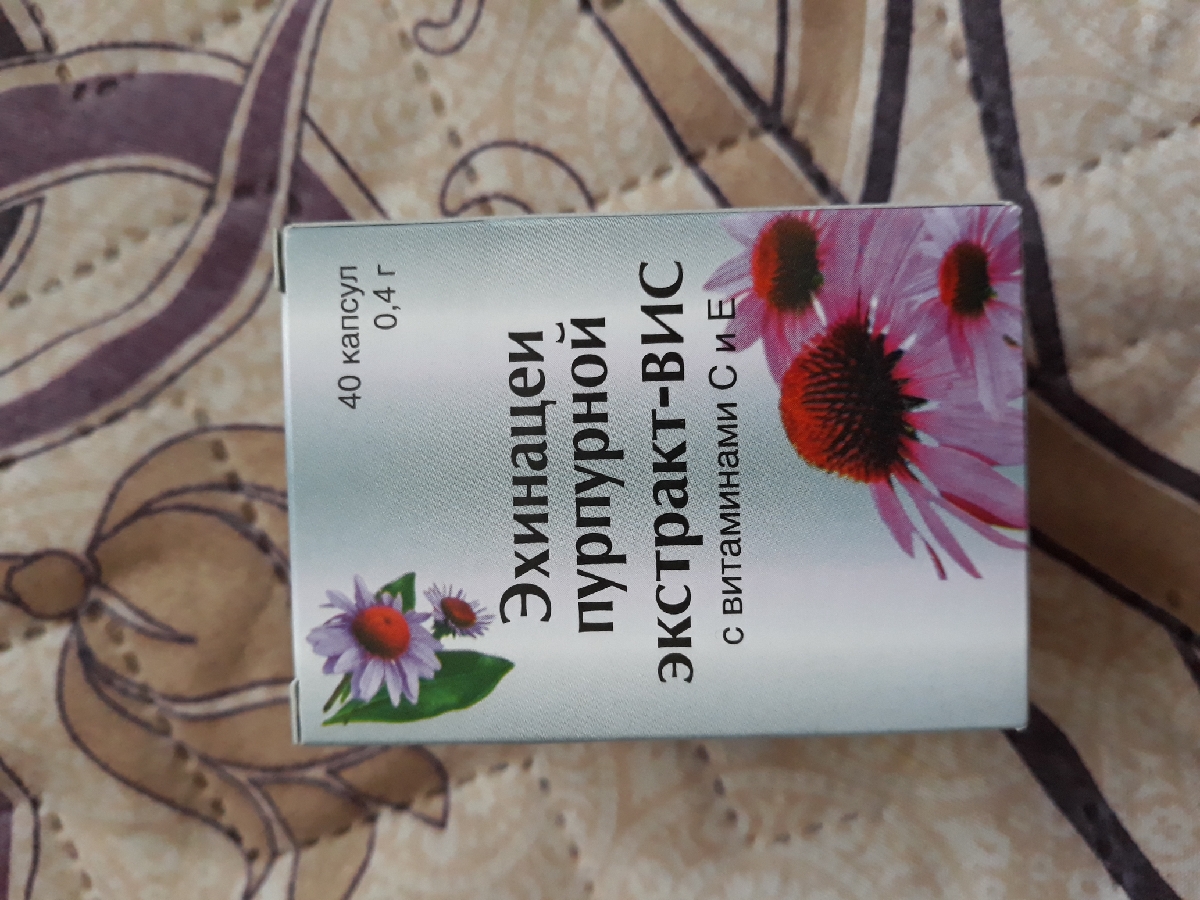 40 капсул
0,4 г
Эхинацеи
пурпурной
экстракт-ВИС
с витаминами С и Е